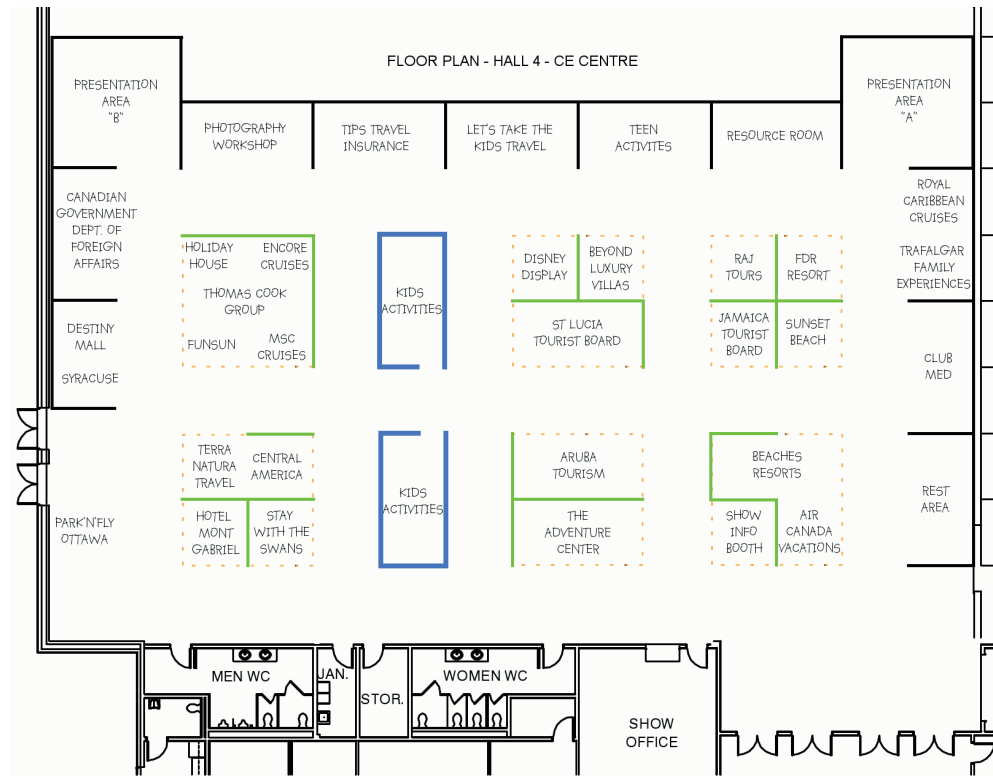 FLOOR PLAN - HALL 4 - CE CENTRE
PRESENTATION
AREA
"B"
PHOTOGRAPHY
WORKSHOP
TIPS TRAVEL
INSURANCE
LET'S TAKE THE
KIDS TRAVEL
TEEN
ACTIVITES
RESOURCE ROOM
PRESENTATION
AREA
"A"
CANADIAN
GOVERNMENT
DEPT. OF
FOREIGN
AFFAIRS
ROYAL
CARIBBEAN
CRUISES
TRAFALGAR
FAMILY
EXPERIENCES
HOLIDAY
HOUSE
ENCORE
CRUISES
THOMAS COOK
GROUP
FUNSUN
MSC
CRUISES
KIDS
ACTIVITIES
DISNEY
DISPLAY
BEYOND
LUXURY
VILLAS
ST LUCIA
TOURIST BOARD
RAJ
TOURS
FDR
RESORT
JAMAICA
TOURIST
BOARD
SUNSET
BEACH
DESTINY
MALL
SYRACUSE
CLUB
MED
TERRA
NATURA
TRAVEL
CENTRAL
AMERICA
HOTEL
MONT
GABRIEL
STAY
WITH THE
SWANS
KIDS
ACTIVITIES
ARUBA
TOURISM
THE
ADVENTURE
CENTER
BEACHES
RESORTS
SHOW
INFO
BOOTH
AIR
CANADA
VACATIONS
REST
AREA
PARK'N'FLY
OTTAWA
MEN WC
JAN.
STOR.
WOMEN WC
SHOW
OFFICE